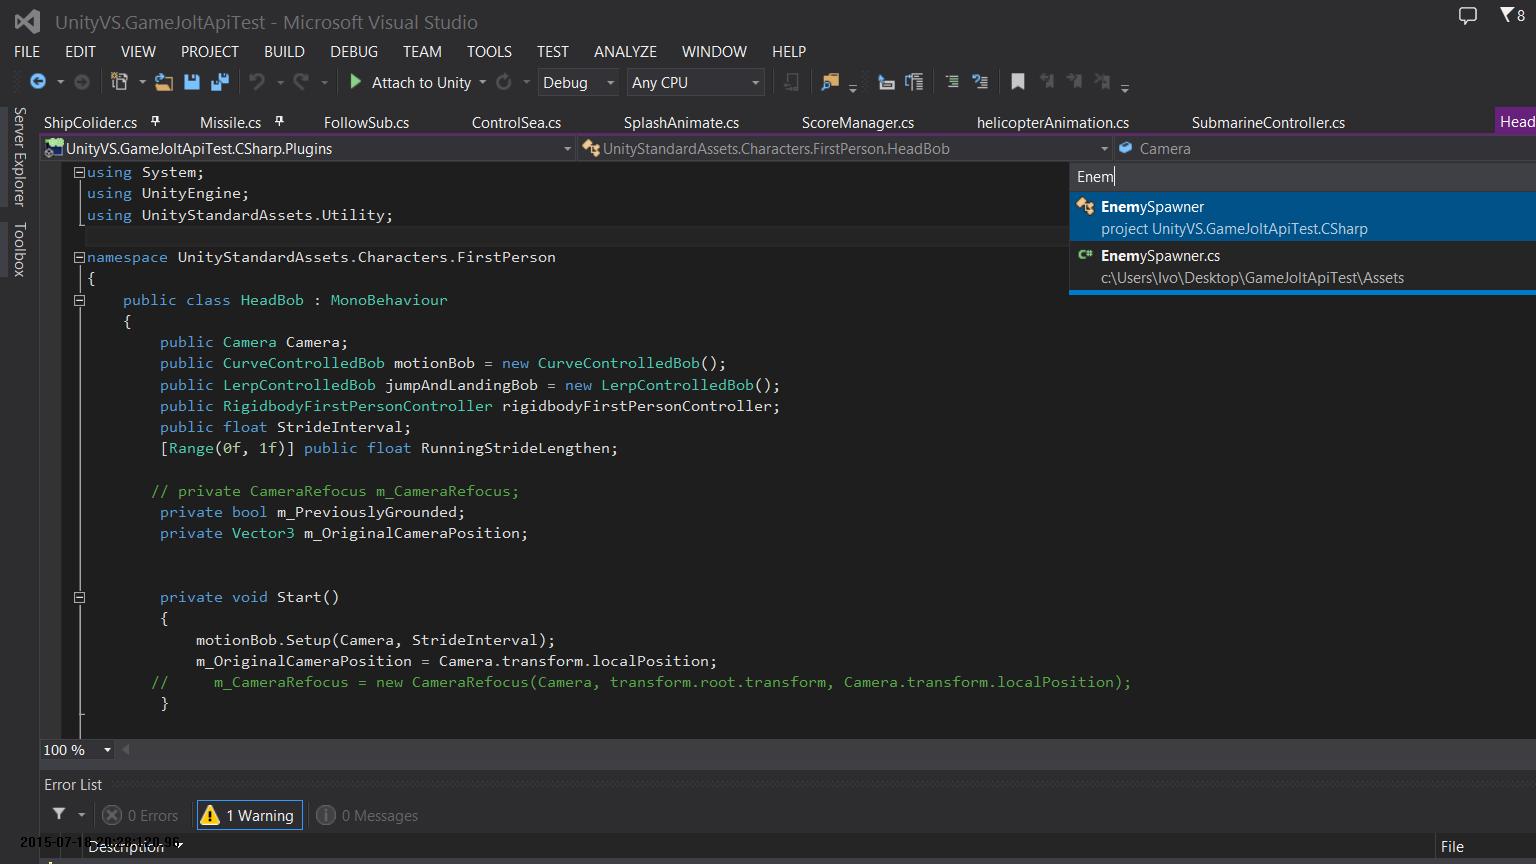 UnityVS.GameJoltApiTest - Microsoft Visual Studio
8
FILE EDIT VIEW PROJECT BUILD DEBUG TEAM TOOLS TEST ANALYZE WINDOW HELP
Attach to Unity Debug Any CPU
Server Explorer
Toolbox
ShipColider.cs Missile.cs FollowSub.cs ControlSea.cs SplashAnimate.cs ScoreManager.cs helicopterAnimation.cs SubmarineController.cs Head
UnityVS.GameJoltApiTest.CSharp.Plugins UnityStandardAssets.Characters.FirstPerson.HeadBob Camera
Enem
EnemySpawner
project UnityVS.GameJoltApiTest.CSharp
C# EnemySpawner.cs
c:\Users\Ivo\Desktop\GameJoltApiTest\Assets
using System;
using UnityEngine;
using UnityStandardAssets.Utility;
namespace UnityStandardAssets.Characters.FirstPerson
{
public class HeadBob : MonoBehaviour
{
public Camera Camera;
public CurveControlledBob motionBob = new CurveControlledBob();
public LerpControlledBob jumpAndLandingBob = new LerpControlledBob();
public RigidbodyFirstPersonController rigidbodyFirstPersonController;
public float StrideInterval;
[Range(0f, 1f)] public float RunningStrideLengthen;
// private CameraRefocus m_CameraRefocus;
private bool m_PreviouslyGrounded;
private Vector3 m_OriginalCameraPosition;
private void Start()
{
motionBob.Setup(Camera, StrideInterval);
m_OriginalCameraPosition = Camera.transform.localPosition;
// m_CameraRefocus = new CameraRefocus(Camera, transform.root.transform, Camera.transform.localPosition);
}
100 %
Error List
0 Errors 1 Warning 0 Messages
Description File